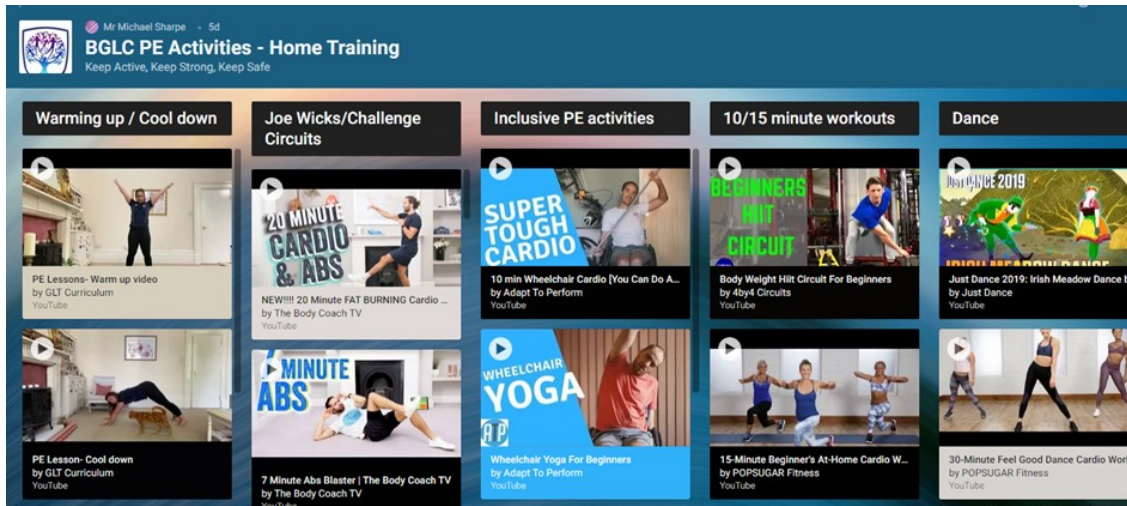 Mr Michael Sharpe • 5d
BGLC PE Activities - Home Training
Keep Active, Keep Strong, Keep Safe
Warming up / Cool down
PE Lessons- Warm up video
by GLT Curriculum
YouTube
PE Lesson- Cool down
by GLT Curriculum
YouTube
Joe Wicks/Challenge
Circuits
20 MINUTE
CARDIO
& ABS
NEW!!!! 20 Minute FAT BURNING Cardio ...
by The Body Coach TV
YouTube
7 MINUTE
ABS
7 Minute Abs Blaster | The Body Coach TV
by The Body Coach TV
YouTube
Inclusive PE activities
SUPER
TOUGH
CARDIO
10 min Wheelchair Cardio [You Can Do A...
by Adapt To Perform
YouTube
WHEELCHAIR
YOGA
AP
Wheelchair Yoga For Beginners
by Adapt To Perform
YouTube
10/15 minute workouts
BEGINNERS
HIIT
CIRCUIT
Body Weight Hiit Circuit For Beginners
by 4by4 Circuits
YouTube
15-Minute Beginner's At-Home Cardio W...
by POPSUGAR Fitness
YouTube
Dance
JUST DANCE 2019
IRISH MEADOW DANCE
Just Dance 2019: Irish Meadow Dance b
by Just Dance
YouTube
30-Minute Feel Good Dance Cardio Wor
by POPSUGAR Fitness
YouTube